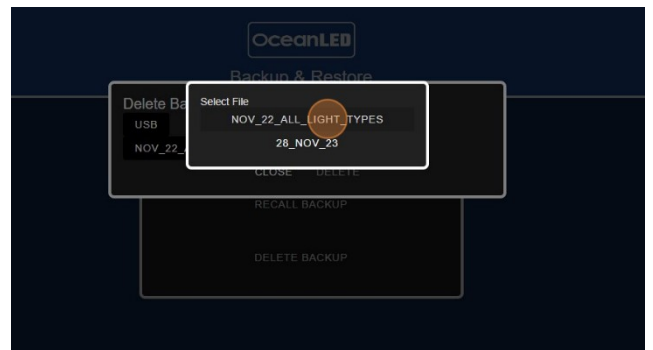 OceanLED
Backup & Restore
Delete Ba
Select File
USB
NOV_22_ALL_LIGHT_TYPES
NOV_22_
28_NOV_23
CLOSE DELETE
RECALL BACKUP
DELETE BACKUP